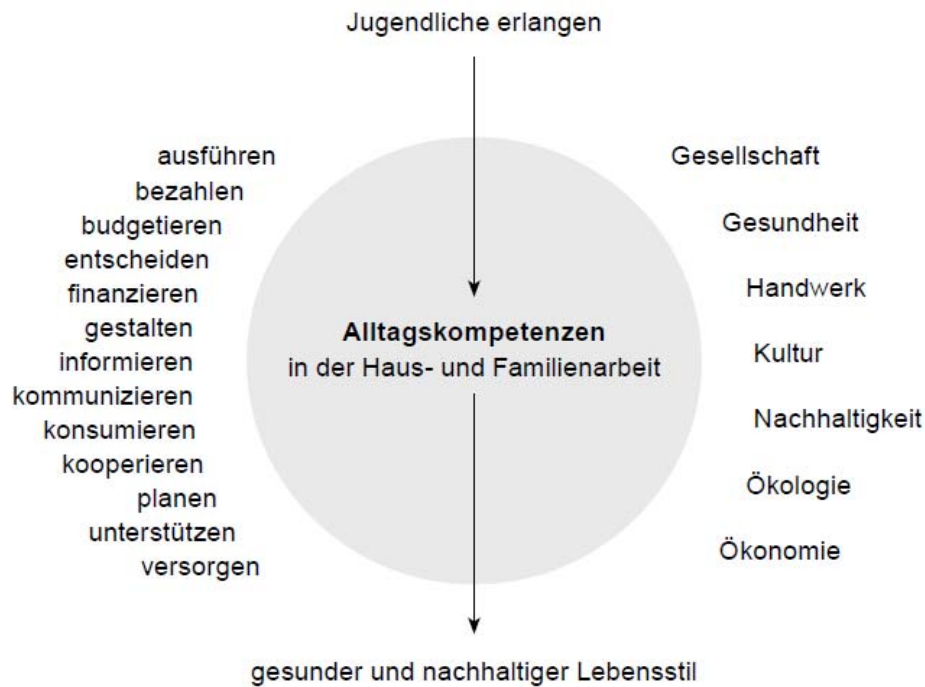 Jugendliche erlangen
ausführen
bezahlen
budgetieren
entscheiden
finanzieren
gestalten
informieren
kommunizieren
konsumieren
kooperieren
planen
unterstützen
versorgen
Alltagskompetenzen
in der Haus- und Familienarbeit
Gesellschaft
Gesundheit
Handwerk
Kultur
Nachhaltigkeit
Ökologie
Ökonomie
gesunder und nachhaltiger Lebensstil